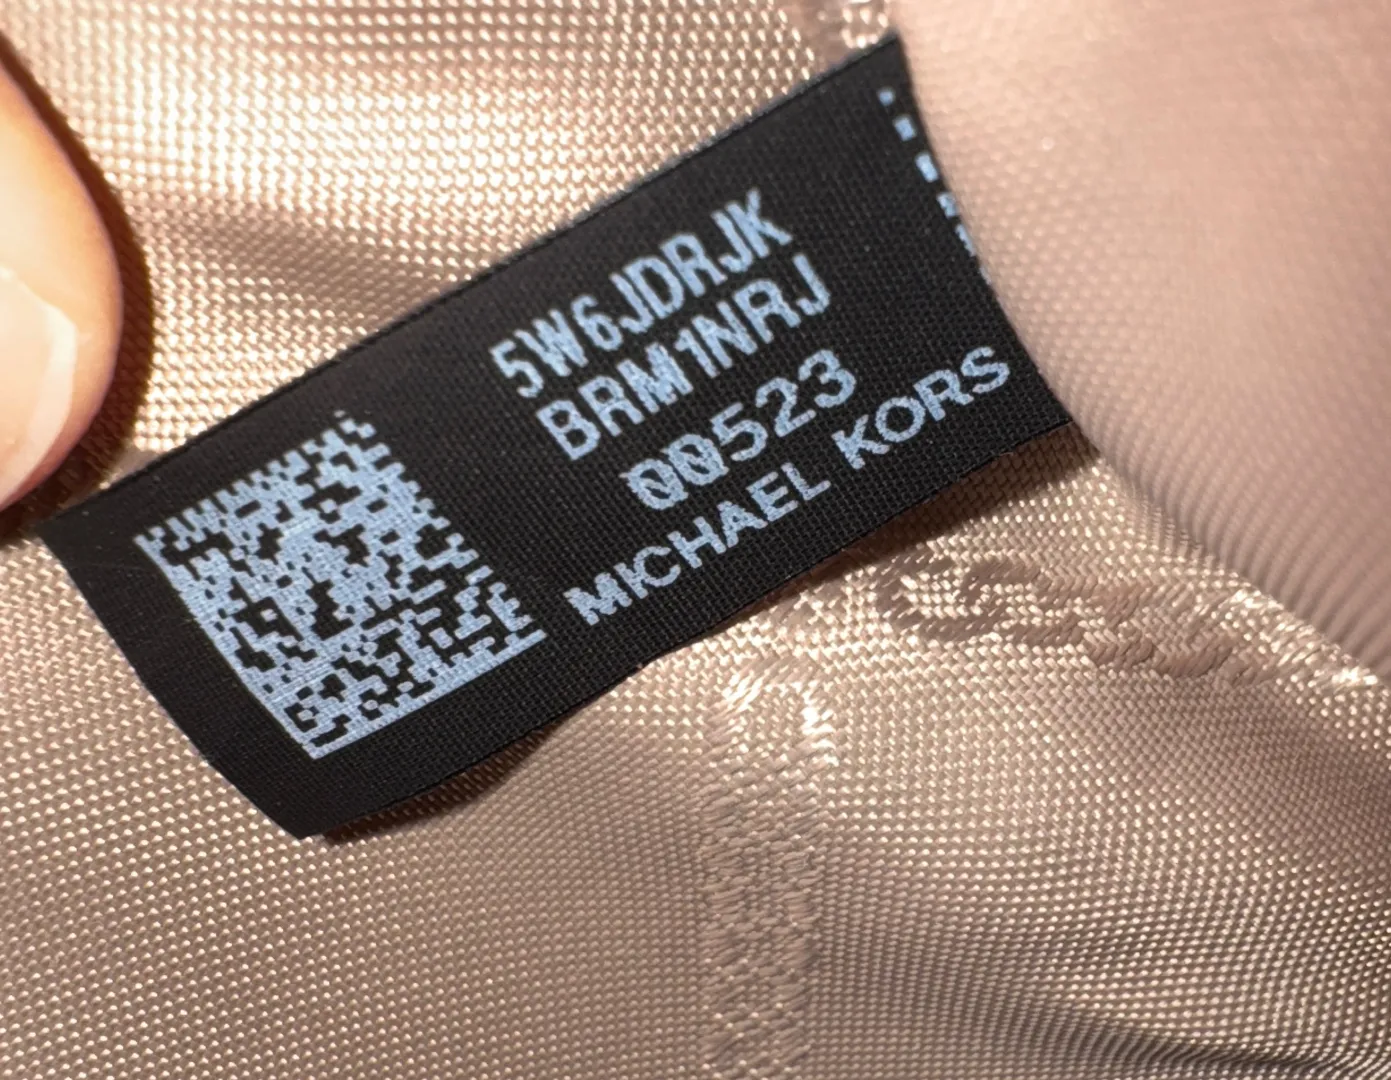 5W6JDRJK
BRM1NRJ
00523
MICHAEL KORS